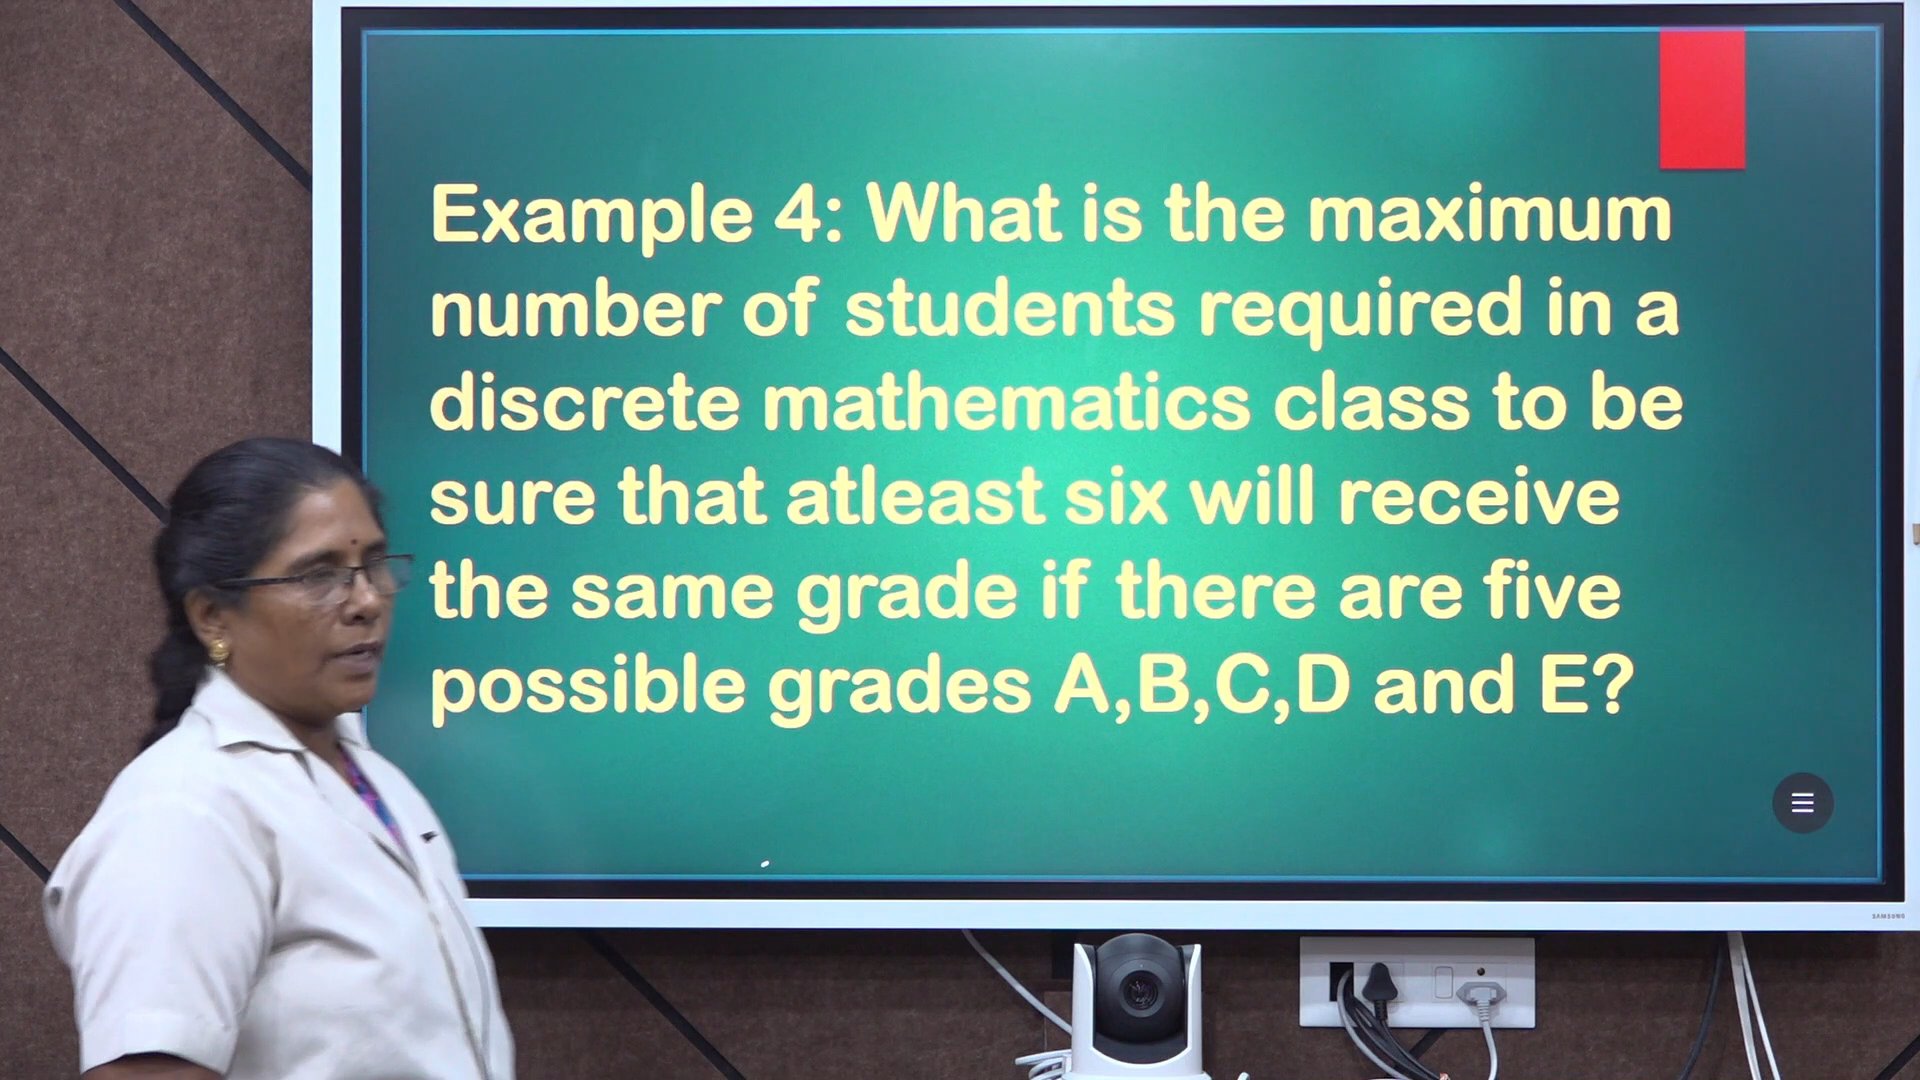 Example 4: What is the maximum
number of students required in a
discrete mathematics class to be
sure that atleast six will receive
the same grade if there are five
possible grades A,B,C,D and E?
SAMSUNG